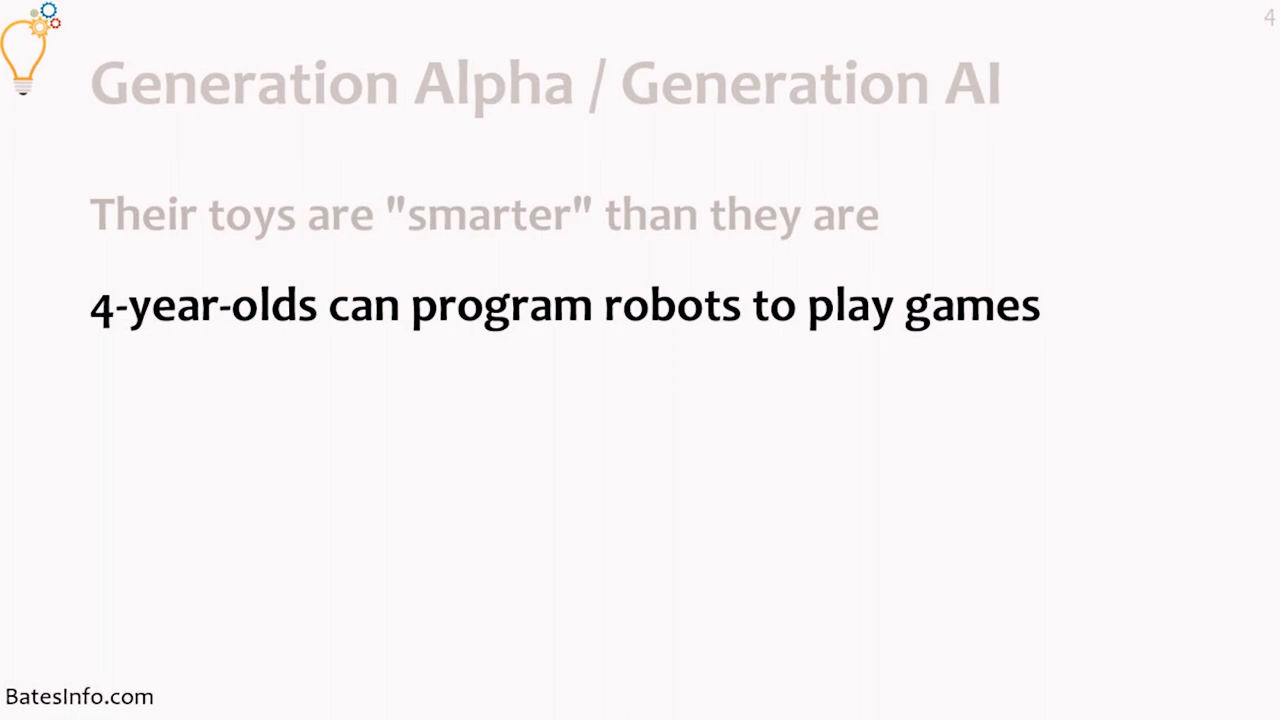 4
Generation Alpha / Generation AI
Their toys are "smarter" than they are
4-year-olds can program robots to play games
BatesInfo.com